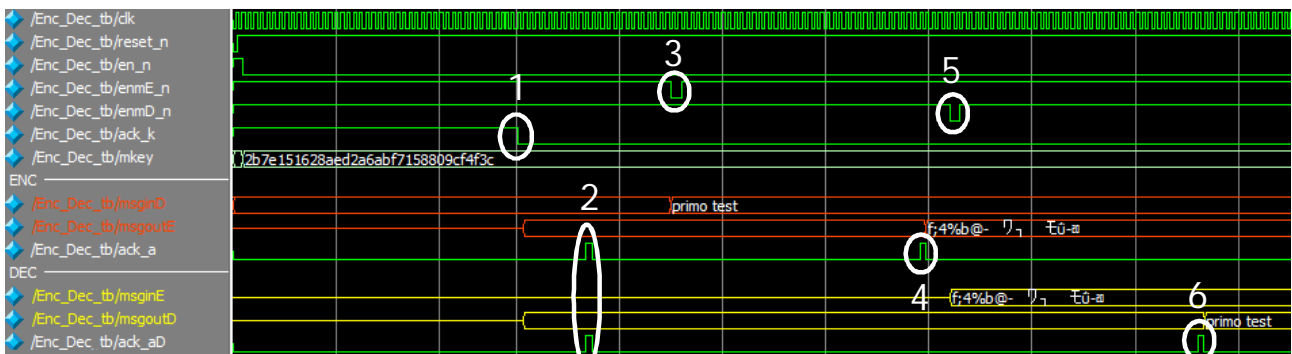 /Enc_Dec_tb/clk
/Enc_Dec_tb/reset_n
/Enc_Dec_tb/en_n
3
/Enc_Dec_tb/enmE_n
1
5
/Enc_Dec_tb/enmD_n
/Enc_Dec_tb/ack_k
/Enc_Dec_tb/mkey
2b7e151628aed2a6abf7158809cf4f3c
ENC
/Enc_Dec_tb/msginD
2
primo test
/Enc_Dec_tb/msgoutE
f;4%b@-
/Enc_Dec_tb/ack_a
DEC
4
/Enc_Dec_tb/msginE
f;4%b@-
6
/Enc_Dec_tb/msgoutD
primo test
/Enc_Dec_tb/ack_aD